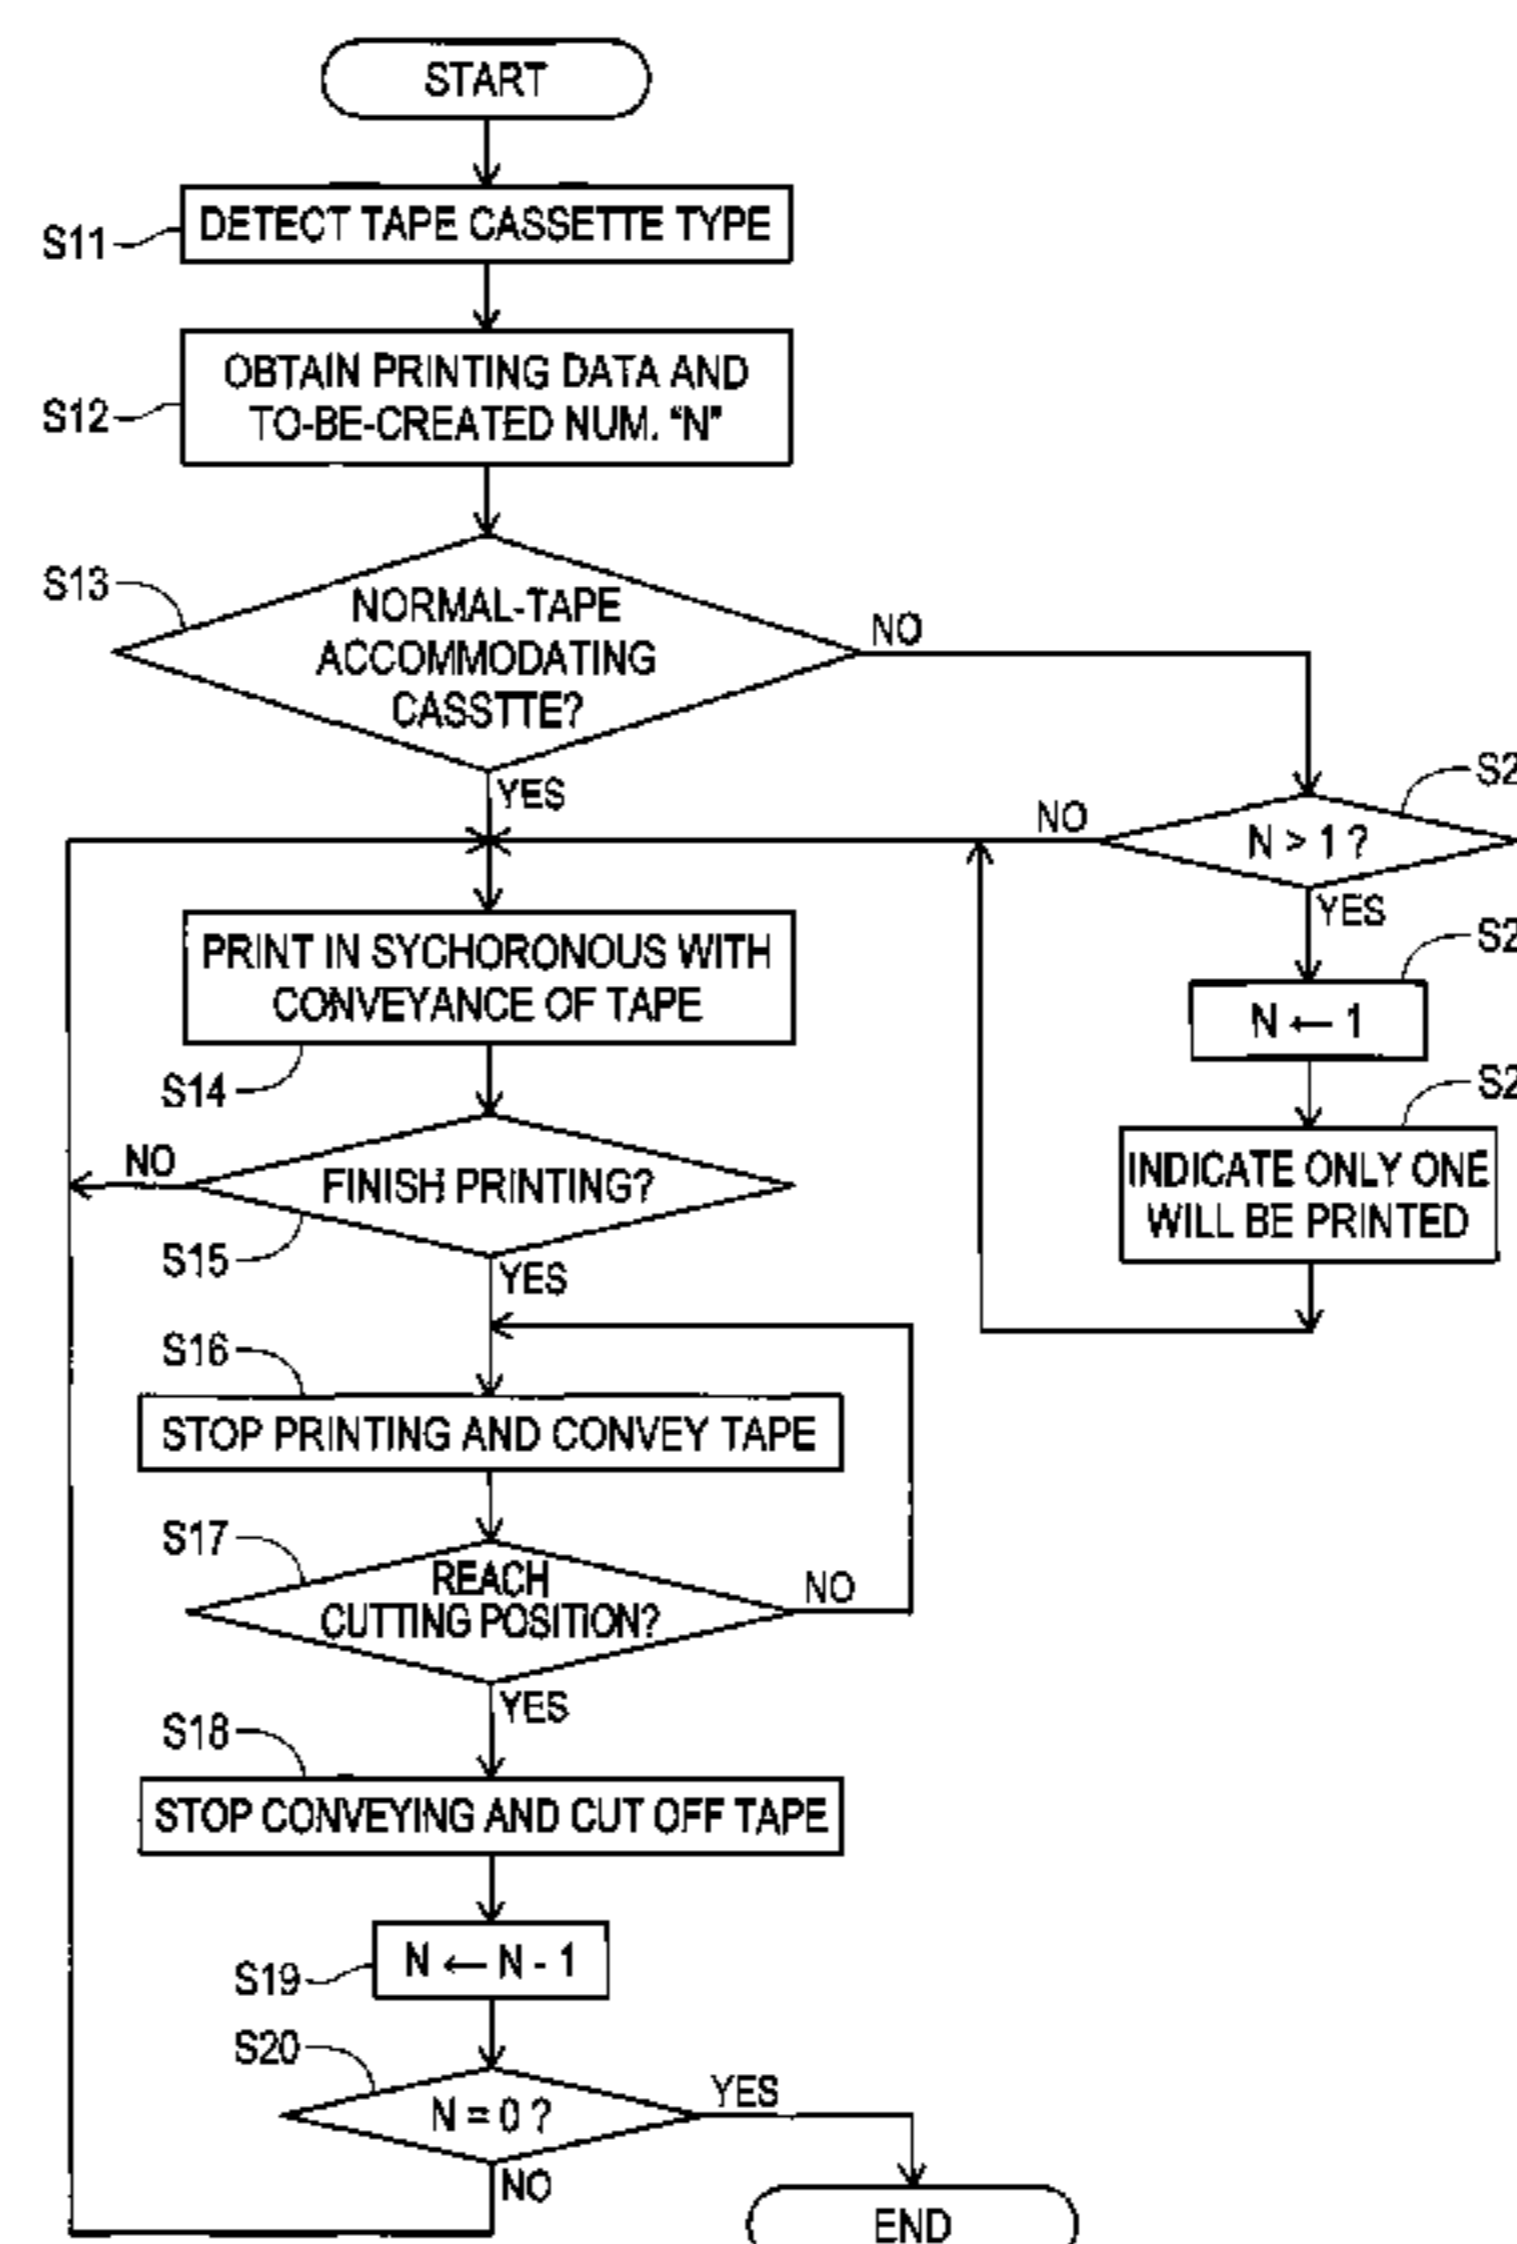 START
S11
DETECT TAPE CASSETTE TYPE
S12
OBTAIN PRINTING DATA AND
TO-BE-CREATED NUM. “N”
S13
NORMAL-TAPE
ACCOMMODATING
CASSTTE?
NO
YES
S2
NO
N > 1 ?
YES
S2
N ← 1
PRINT IN SYCHORONOUS WITH
CONVEYANCE OF TAPE
S14
S2
INDICATE ONLY ONE
WILL BE PRINTED
NO
FINISH PRINTING?
S15
YES
S16
STOP PRINTING AND CONVEY TAPE
S17
REACH
CUTTING POSITION?
NO
YES
S18
STOP CONVEYING AND CUT OFF TAPE
S19
N ← N - 1
S20
N = 0 ?
YES
NO
END